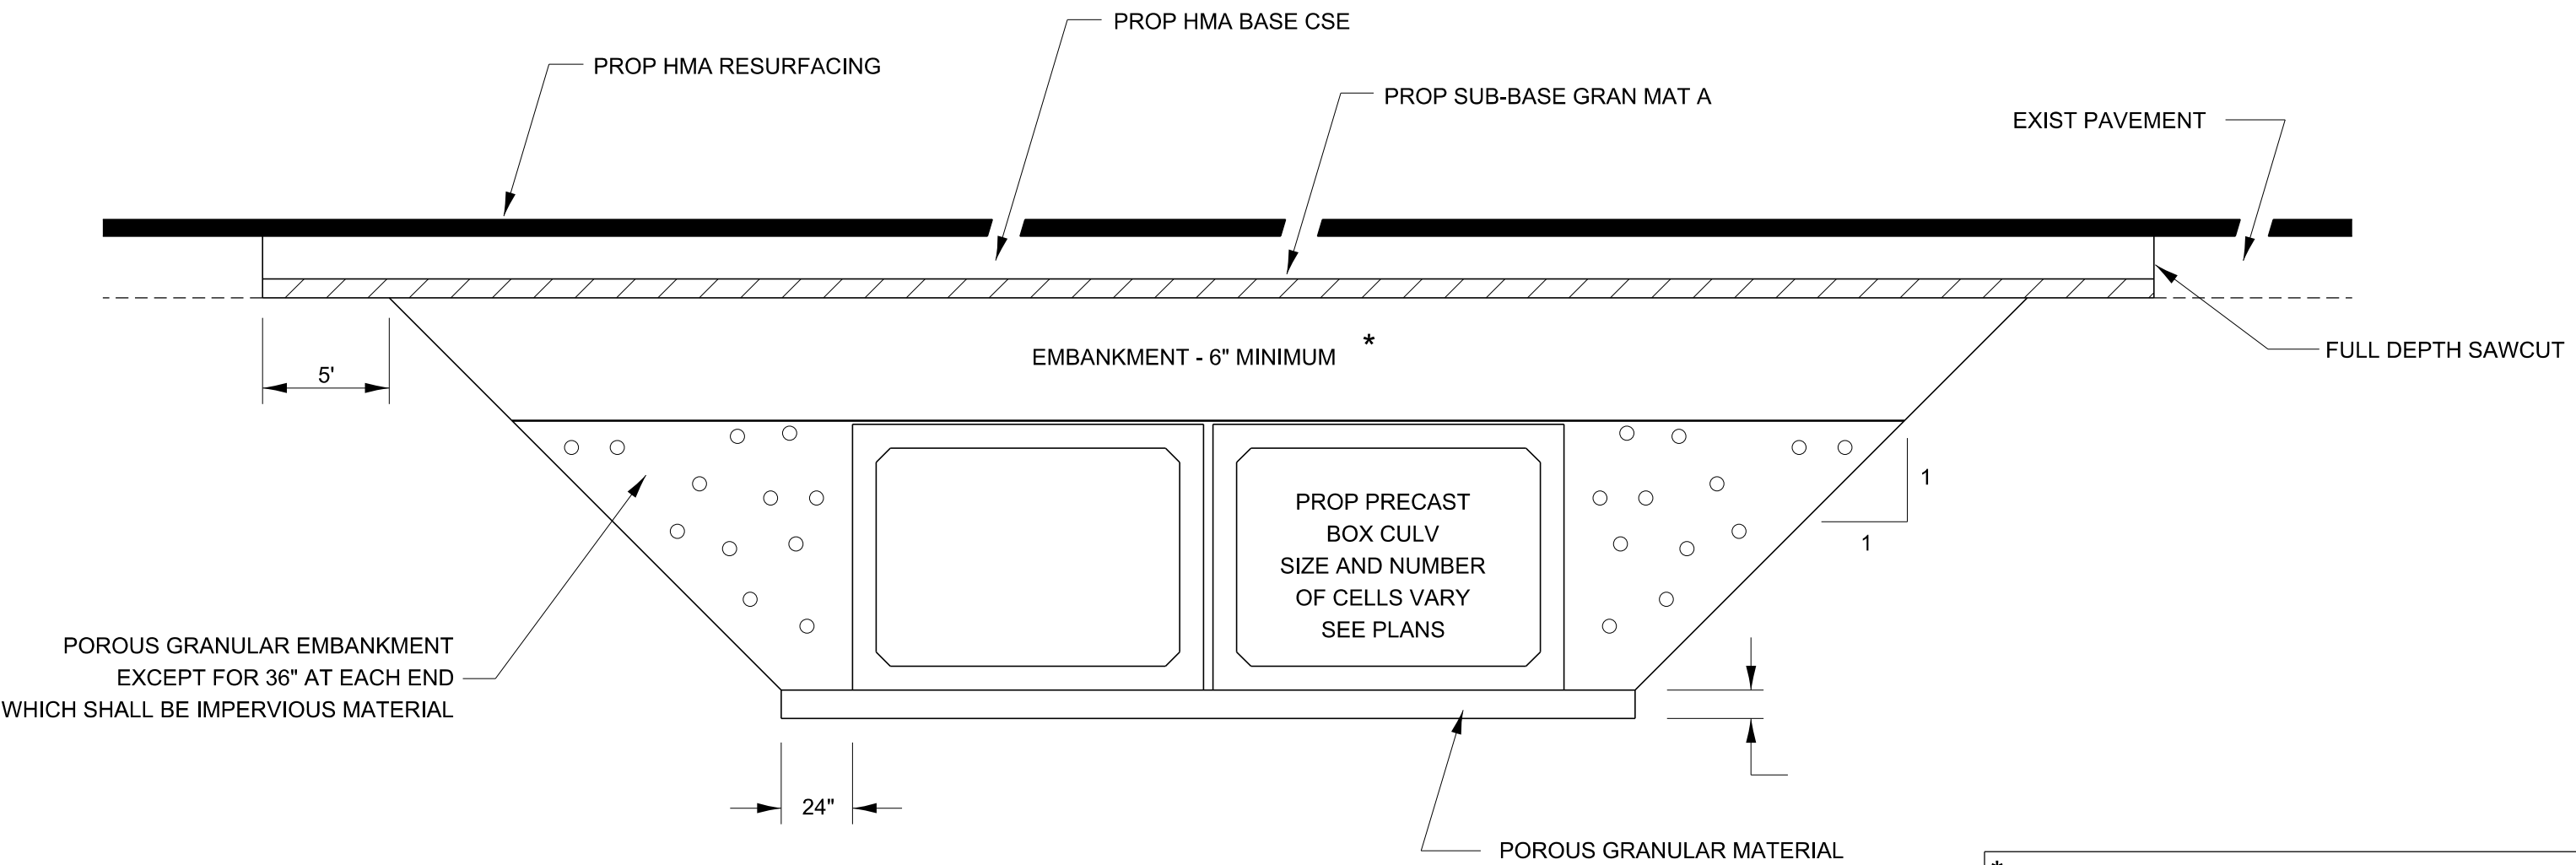 PROP HMA BASE CSE
PROP HMA RESURFACING
PROP SUB-BASE GRAN MAT A
EXIST PAVEMENT
EMBANKMENT - 6" MINIMUM *
FULL DEPTH SAWCUT
5'
1
1
PROP PRECAST
BOX CULV
SIZE AND NUMBER
OF CELLS VARY
SEE PLANS
POROUS GRANULAR EMBANKMENT
EXCEPT FOR 36" AT EACH END
WHICH SHALL BE IMPERVIOUS MATERIAL
24"
POROUS GRANULAR MATERIAL
*